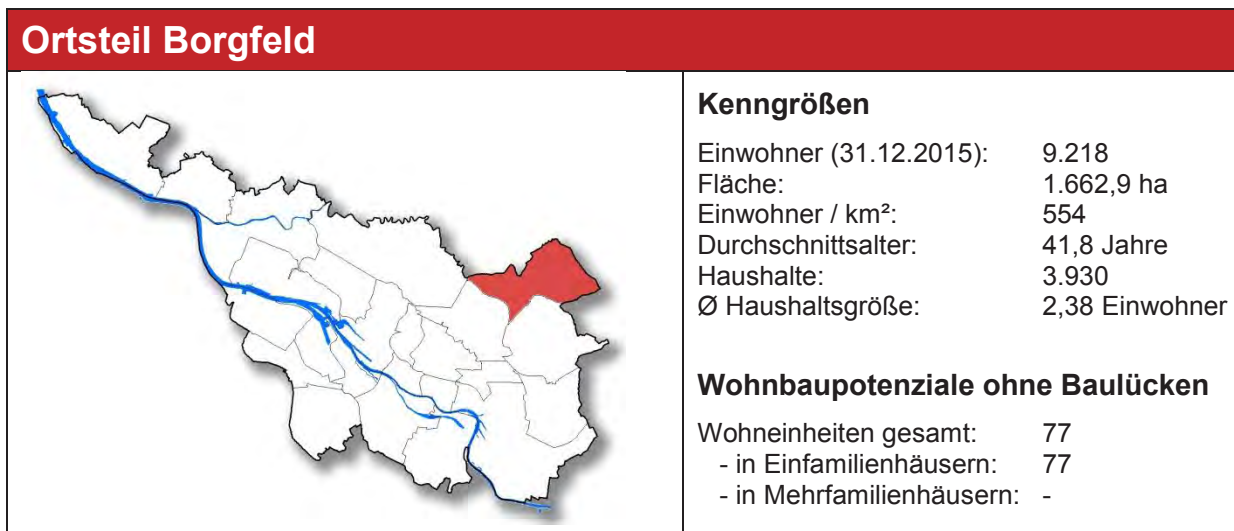 Ortsteil Borgfeld
Kenngrößen
Einwohner (31.12.2015): 9.218
Fläche: 1.662,9 ha
Einwohner / km²: 554
Durchschnittsalter: 41,8 Jahre
Haushalte: 3.930
Ø Haushaltsgröße: 2,38 Einwohner
Wohnbaupotenziale ohne Baulücken
Wohneinheiten gesamt: 77
- in Einfamilienhäusern: 77
- in Mehrfamilienhäusern: -